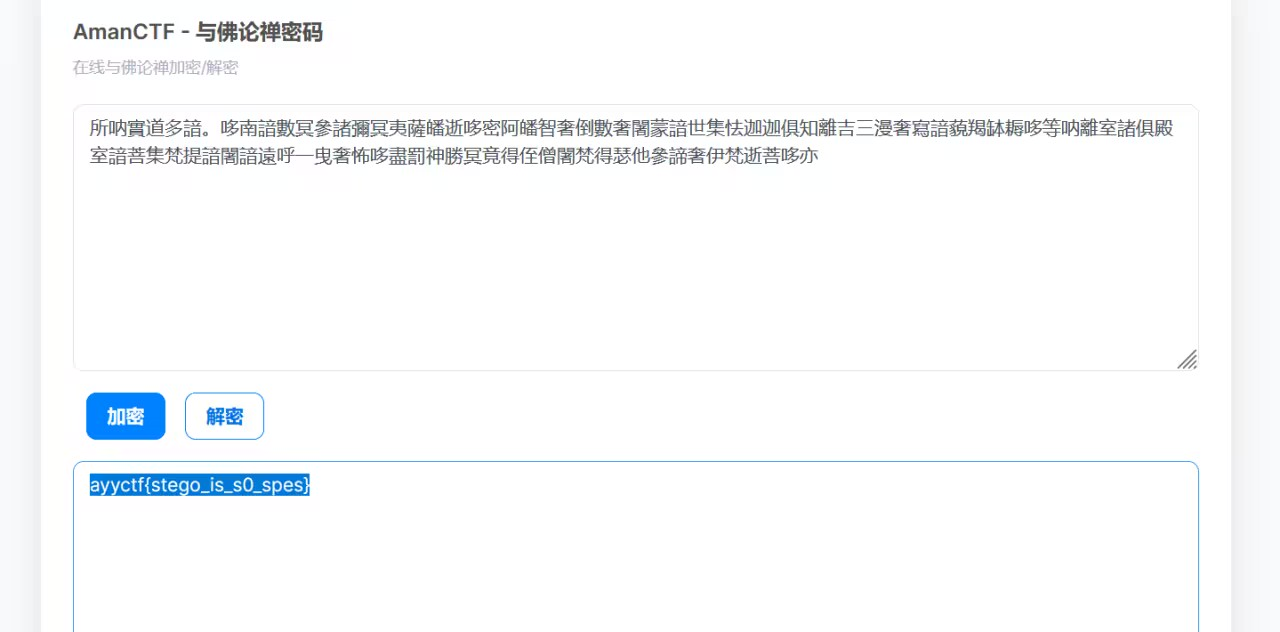 AmanCTF - 与佛论禅密码
在线与佛论禅加密/解密
所呐實道多諳。哆南諳數冥參諸彌冥夷薩皤逝哆密阿皤智奢倒數奢闍蒙諳世集怯迦迦俱知離吉三漫奢寫諳藐羯缽耨哆等呐離室諸俱殿
室諳菩集梵提諳闍諳遠呼一曳奢怖哆盡罰神勝冥竟得侄僧闍梵得瑟他參諦奢伊梵逝菩哆亦
加密
解密
ayyctf{stego_is_s0_spes}